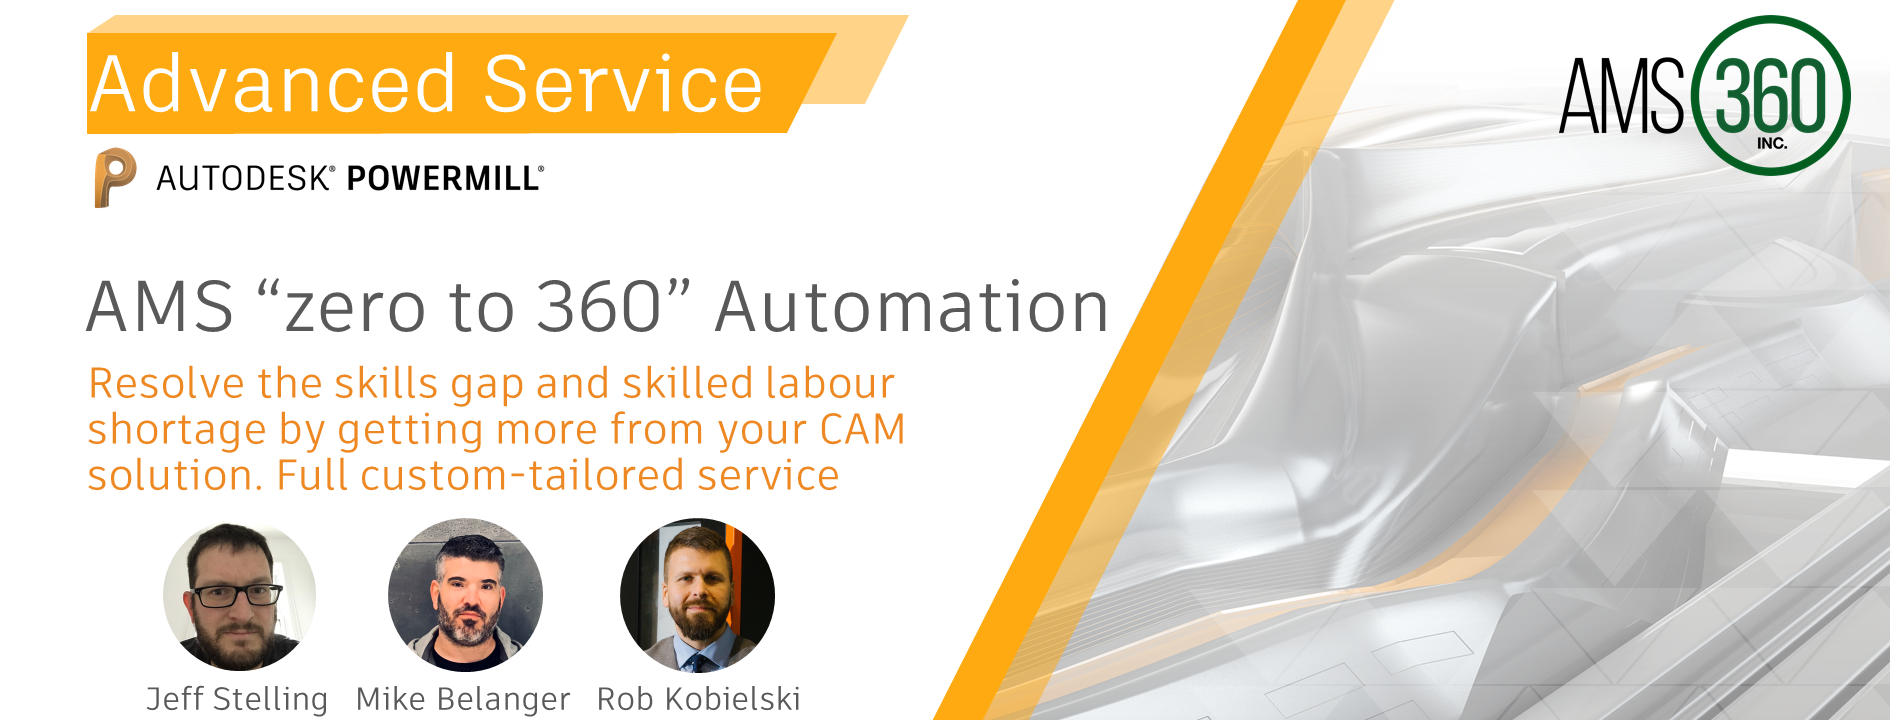 Advanced Service
AMS 360 INC.
AUTODESK® POWERMILL®
AMS “zero to 360” Automation
Resolve the skills gap and skilled labour
shortage by getting more from your CAM
solution. Full custom-tailored service
Jeff Stelling Mike Belanger Rob Kobielski